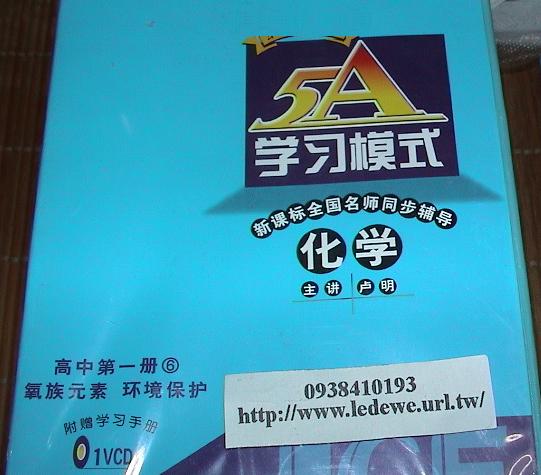 5A
学习模式
新课标全国名师同步辅导
化学
主讲 卢明
高中第一册⑥
氧族元素 环境保护
附赠学习手册
1VCD
0938410193
http://www.ledewe.url.tw/